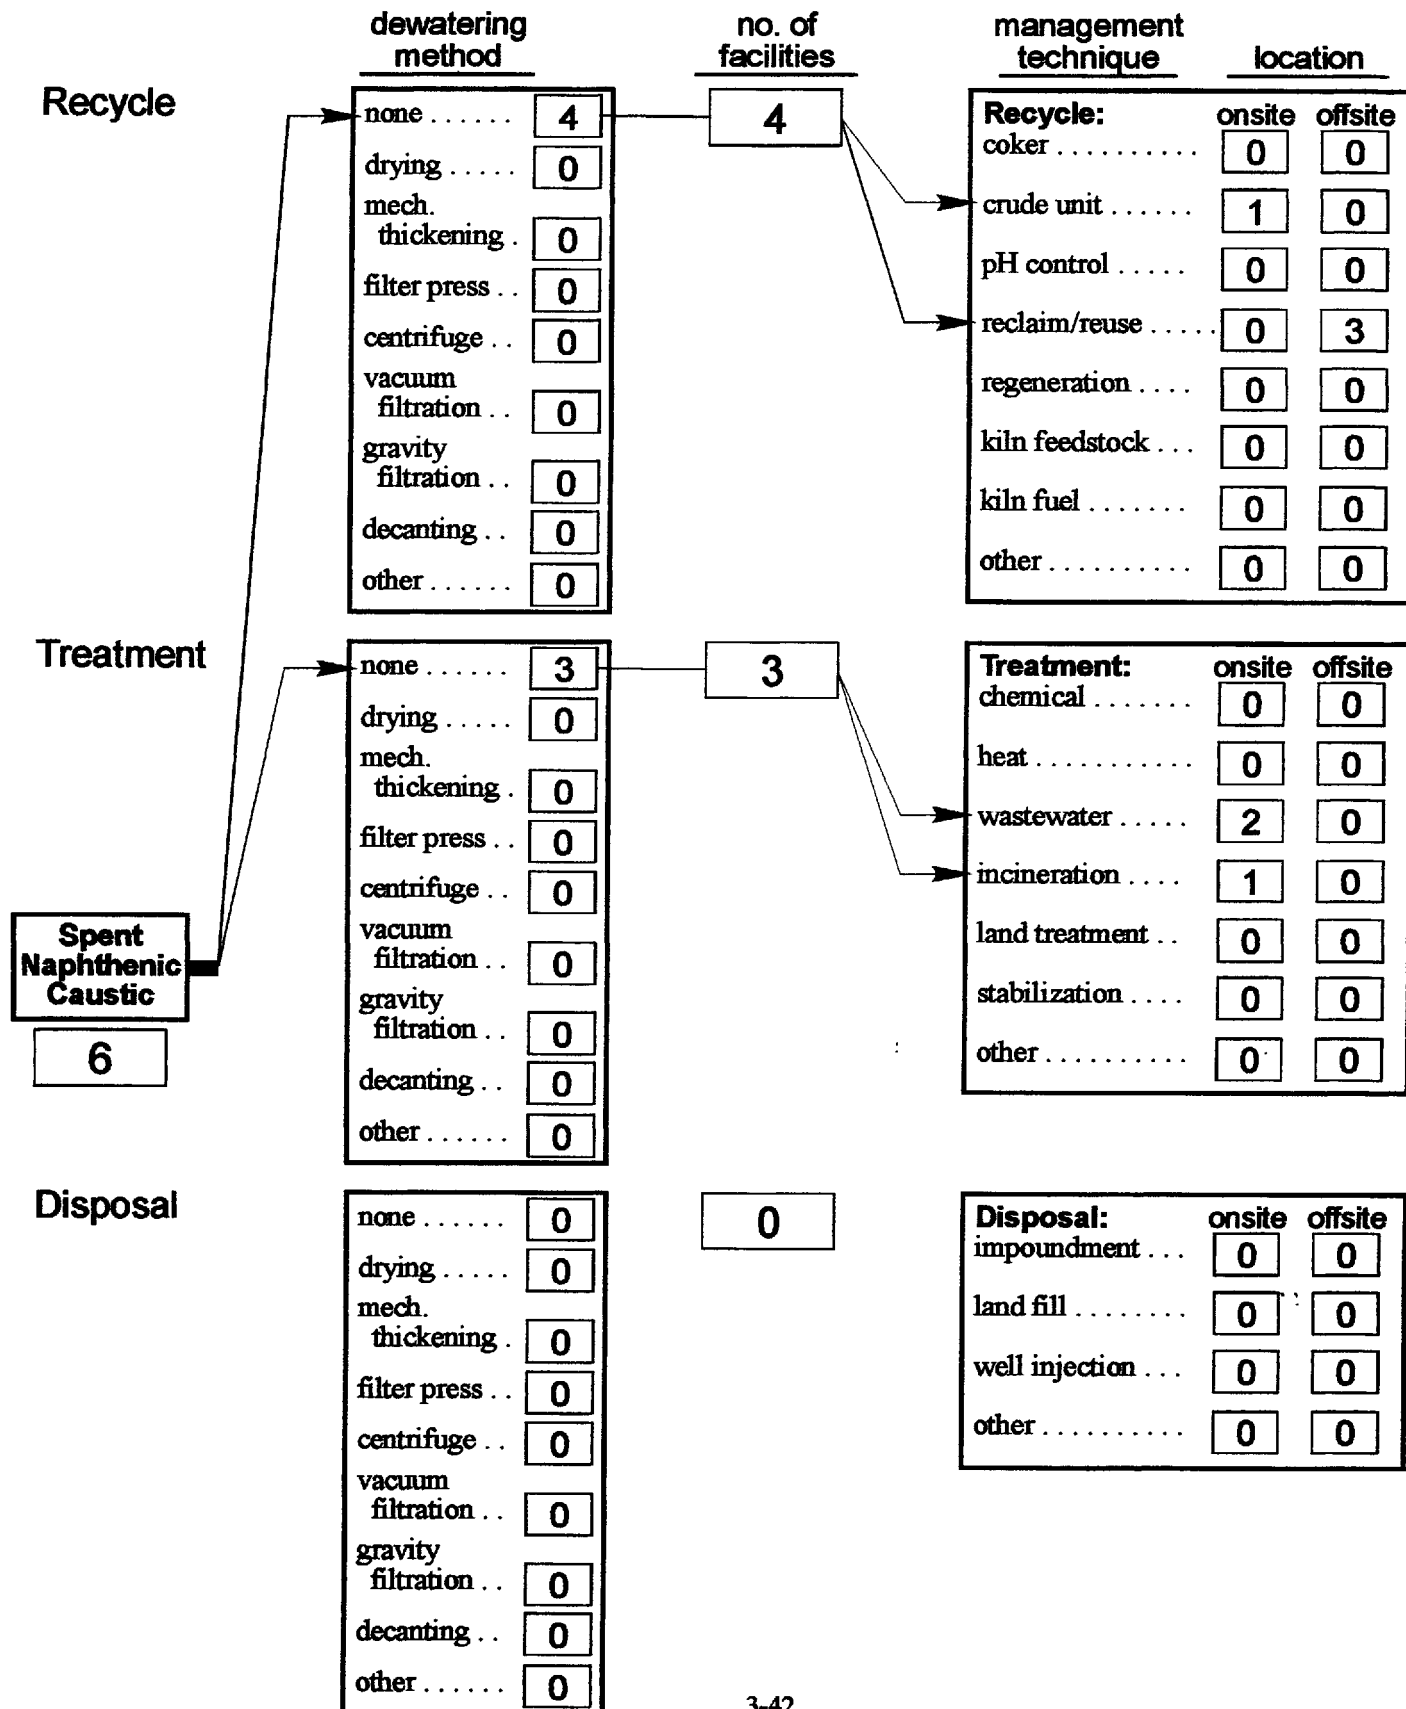 dewatering method no. of facilities management technique location
Recycle
none . . . . . . 4 4 Recycle: onsite offsite
coker . . . . . . . . . . 0 0
drying . . . . . 0
mech.
thickening . 0
crude unit . . . . . . 1 0
pH control . . . . . 0 0
filter press . . 0
reclaim/reuse . . . . . 0 3
centrifuge . . 0
vacuum
filtration . . 0
regeneration . . . . 0 0
gravity
filtration . . 0
kiln feedstock . . . 0 0
kiln fuel . . . . . . . 0 0
decanting . . 0
other . . . . . . . . . . 0 0
other . . . . . . 0
Treatment
none . . . . . . 3 3 Treatment: onsite offsite
chemical . . . . . . . 0 0
drying . . . . . 0
mech.
thickening . 0
heat . . . . . . . . . . . 0 0
wastewater . . . . . 2 0
filter press . . 0
incineration . . . . 1 0
centrifuge . . 0
vacuum
filtration . . 0
land treatment . . 0 0
Spent
Naphthenic
Caustic
6
gravity
filtration . . 0
stabilization . . . . 0 0
other . . . . . . . . . . 0 0
decanting . . 0
other . . . . . . 0
Disposal
none . . . . . . 0 0 Disposal: onsite offsite
impoundment . . . 0 0
drying . . . . . 0
mech.
thickening . 0
land fill . . . . . . . . 0 0
well injection . . . 0 0
filter press . . 0
other . . . . . . . . . . 0 0
centrifuge . . 0
vacuum
filtration . . 0
gravity
filtration . . 0
decanting . . 0
other . . . . . . 0
3-42